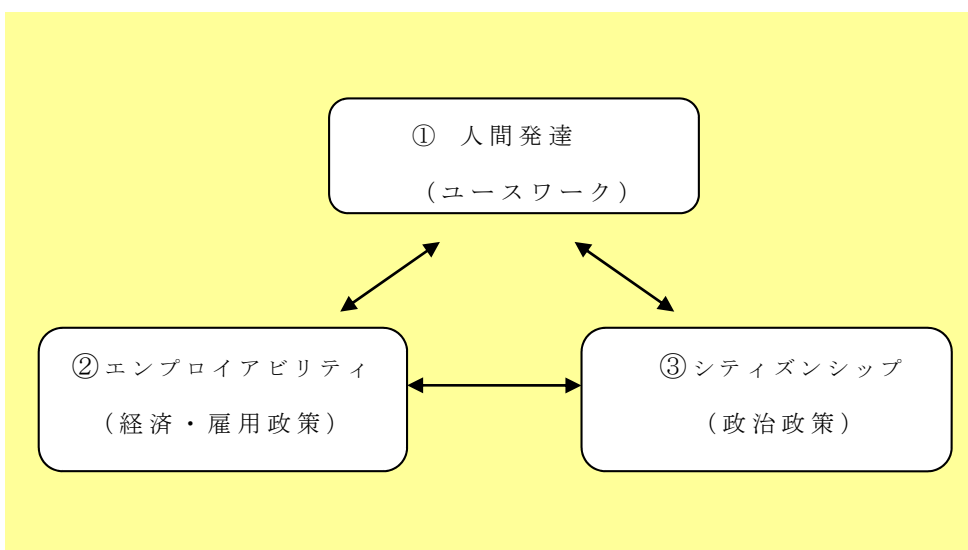 ① 人間発達
（ユースワーク）
②エンプロイアビリティ
（経済・雇用政策）
③シティズンシップ
（政治政策）